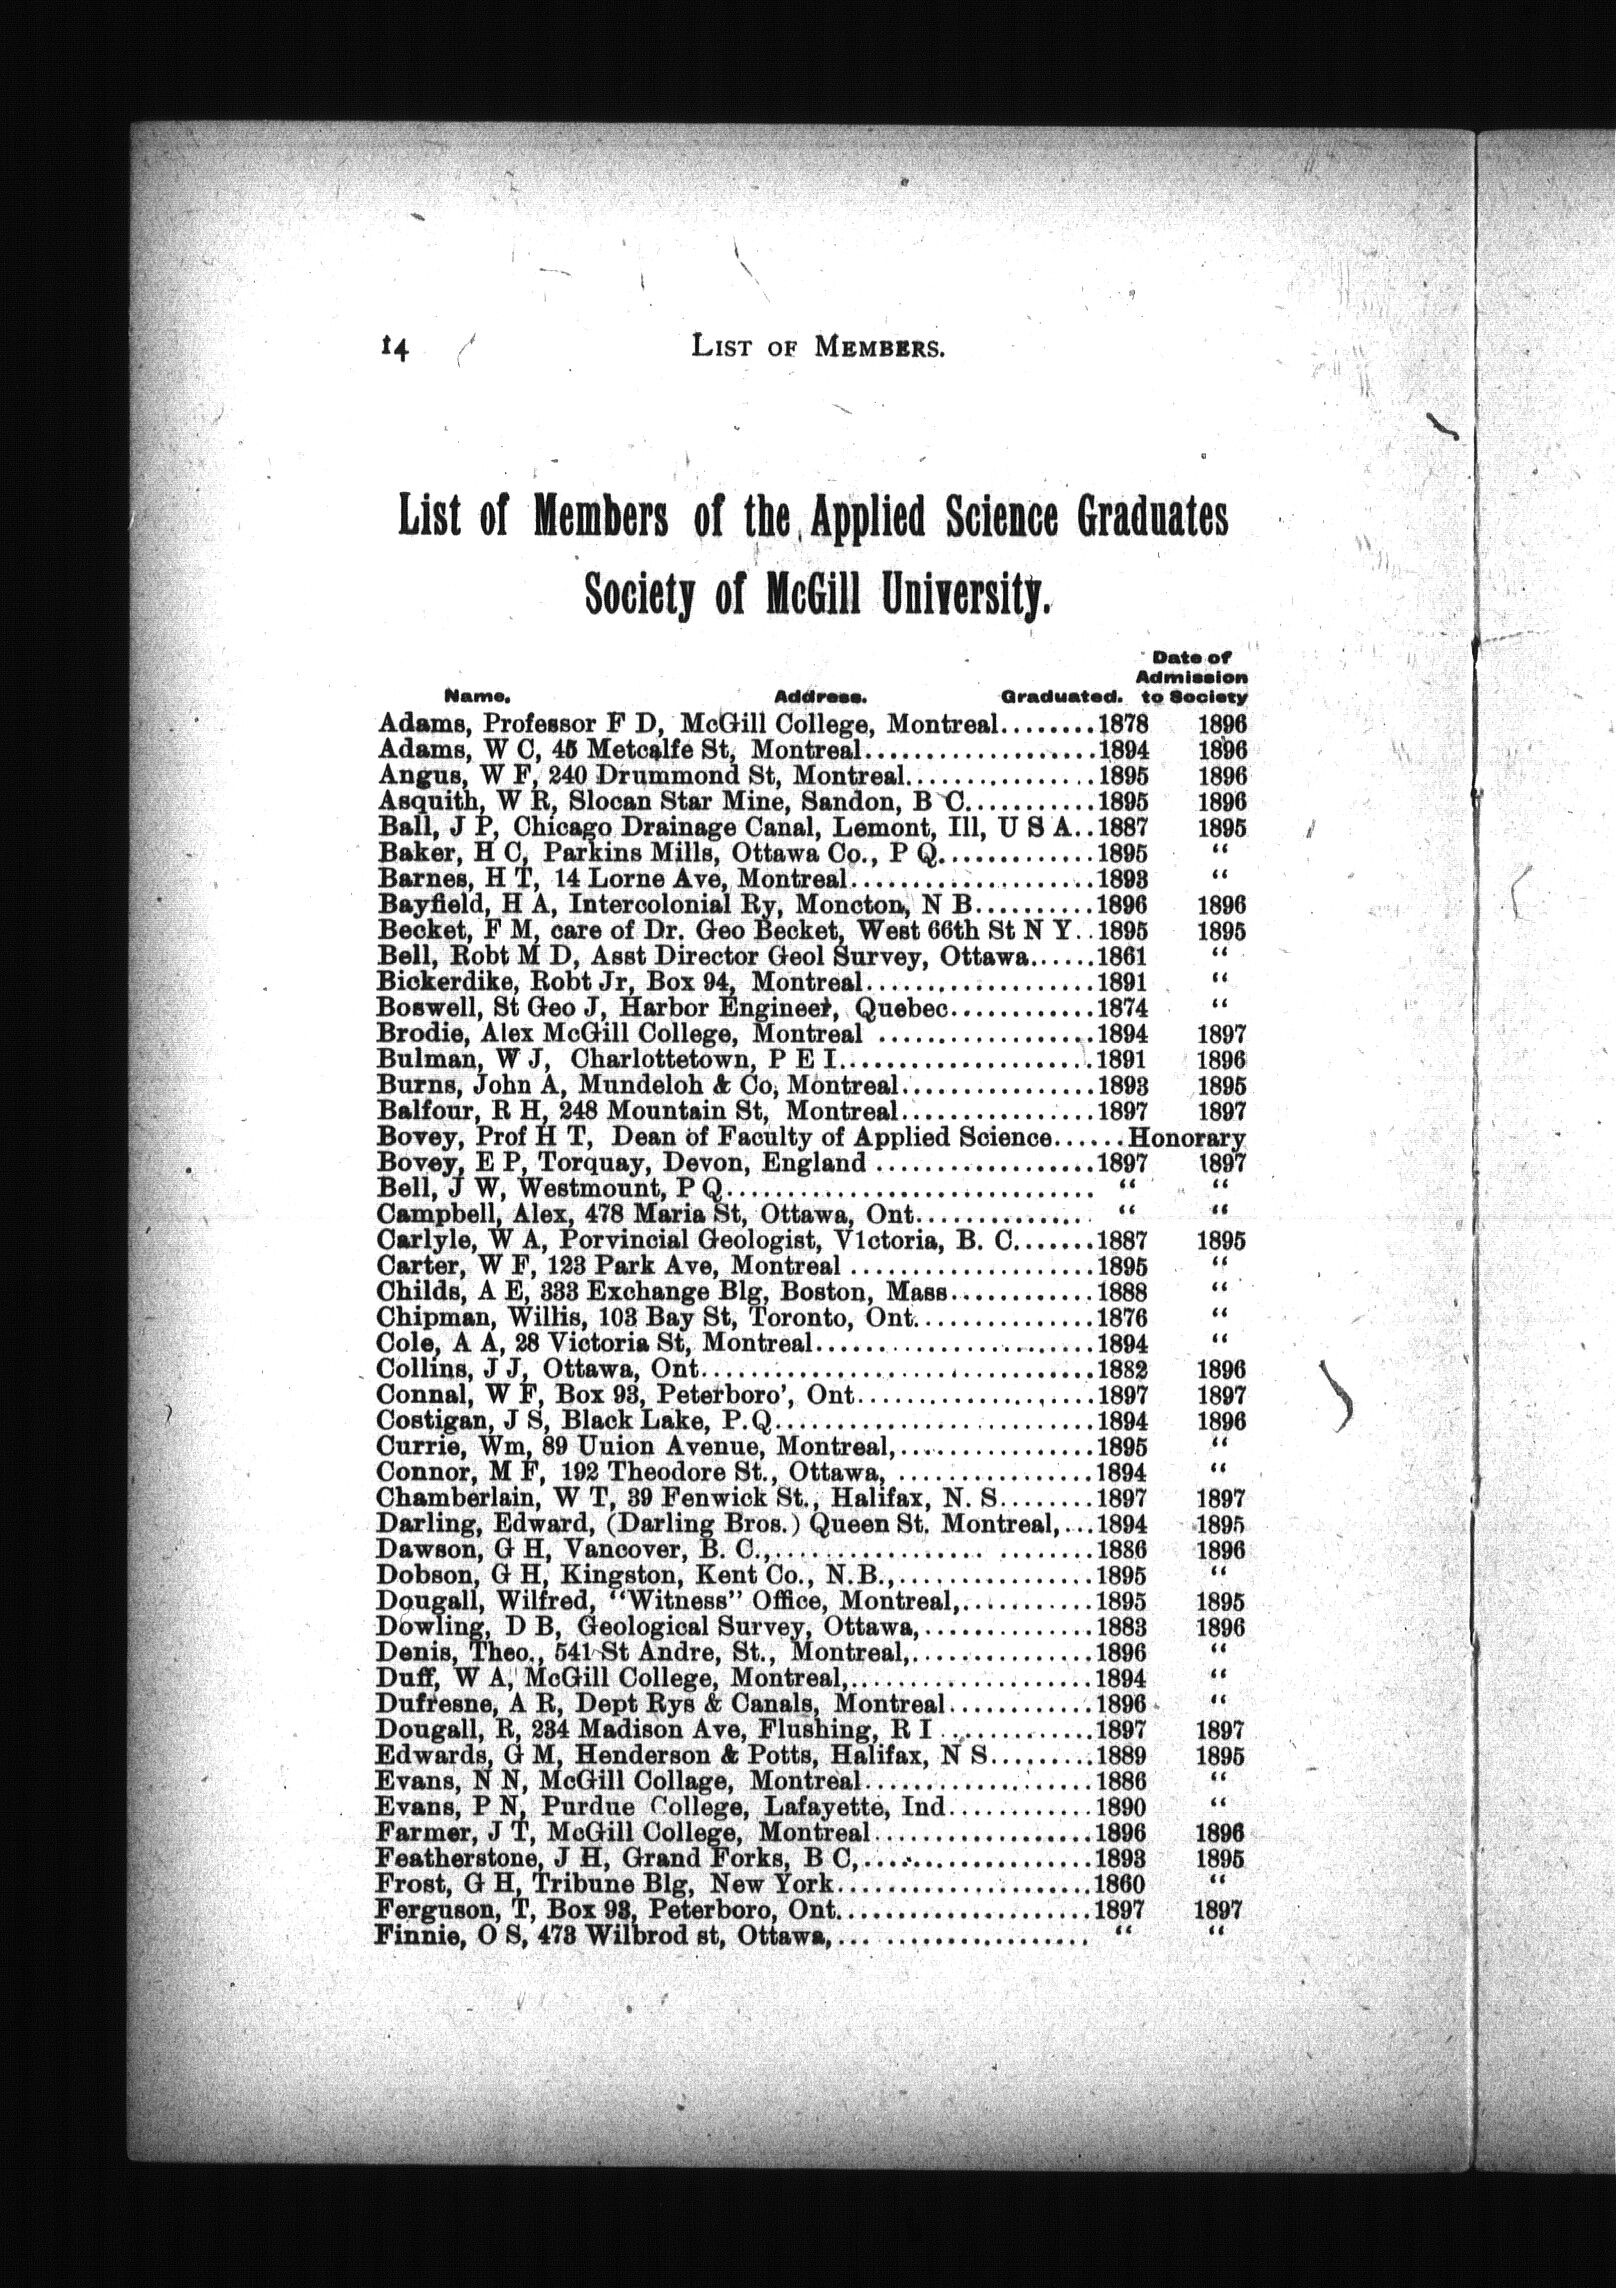 14 LIST OF MEMBERS.
List of Members of the Applied Science Graduates
Society of McGill University.
Date of
Admission
Name. Address. Graduated. to Society
Adams, Professor F D, McGill College, Montreal........1878 1896
Adams, W C, 45 Metcalfe St, Montreal...................1894 1896
Angus, W F, 240 Drummond St, Montreal................1895 1896
Asquith, W R, Slocan Star Mine, Sandon, B C...........1895 1896
Ball, J P, Chicago Drainage Canal, Lemont, Ill, U S A..1887 1895
Baker, H C, Parkins Mills, Ottawa Co., P Q.............1895 “
Barnes, H T, 14 Lorne Ave, Montreal....................1893 “
Bayfield, H A, Intercolonial Ry, Moncton, N B..........1896 1896
Becket, F M, care of Dr. Geo Becket, West 66th St N Y..1895 1895
Bell, Robt M D, Asst Director Geol Survey, Ottawa......1861 “
Bickerdike, Robt Jr, Box 94, Montreal...................1891 “
Boswell, St Geo J, Harbor Engineer, Quebec............1874 “
Brodie, Alex McGill College, Montreal ..................1894 1897
Bulman, W J, Charlottetown, P E I.....................1891 1896
Burns, John A, Mundeloh & Co, Montreal................1893 1895
Balfour, R H, 248 Mountain St, Montreal................1897 1897
Bovey, Prof H T, Dean of Faculty of Applied Science......Honorary
Bovey, E P, Torquay, Devon, England ..................1897 1897
Bell, J W, Westmount, P Q.............................. “ “
Campbell, Alex, 478 Maria St, Ottawa, Ont.............. “ “
Carlyle, W A, Porvincial Geologist, V1ctoria, B. C.......1887 1895
Carter, W F, 123 Park Ave, Montreal ....................1895 “
Childs, A E, 333 Exchange Blg, Boston, Mass............1888 “
Chipman, Willis, 103 Bay St, Toronto, Ont...............1876 “
Cole, A A, 28 Victoria St, Montreal......................1894 “
Collins, J J, Ottawa, Ont................................1882 1896
Connal, W F, Box 93, Peterboro’, Ont...................1897 1897
Costigan, J S, Black Lake, P.Q..........................1894 1896
Currie, Wm, 89 Uuion Avenue, Montreal,................1895 “
Connor, M F, 192 Theodore St., Ottawa, ................1894 “
Chamberlain, W T, 39 Fenwick St., Halifax, N. S........1897 1897
Darling, Edward, (Darling Bros.) Queen St. Montreal,...1894 1895
Dawson, G H, Vancover, B. C.,................. ........1886 1896
Dobson, G H, Kingston, Kent Co., N.B.,................1895 “
Dougall, Wilfred, “Witness” Office, Montreal,...........1895 1895
Dowling, D B, Geological Survey, Ottawa,..............1883 1896
Denis, Theo., 541 St Andre, St., Montreal,...............1896 “
Duff, W A, McGill College, Montreal,....................1894 “
Dufresne, A R, Dept Rys & Canals, Montreal............1896 “
Dougall, R, 234 Madison Ave, Flushing, R I .............1897 1897
Edwards, G M, Henderson & Potts, Halifax, N S.........1889 1895
Evans, N N, McGill Collage, Montreal...................1886 “
Evans, P N, Purdue College, Lafayette, Ind............1890 “
Farmer, J T, McGill College, Montreal..................1896 1896
Featherstone, J H, Grand Forks, B C,...................1893 1895
Frost, G H, Tribune Blg, New York.....................1860 “
Ferguson, T, Box 93, Peterboro, Ont.....................1897 1897
Finnie, O S, 473 Wilbrod st, Ottawa,... ................. “ “